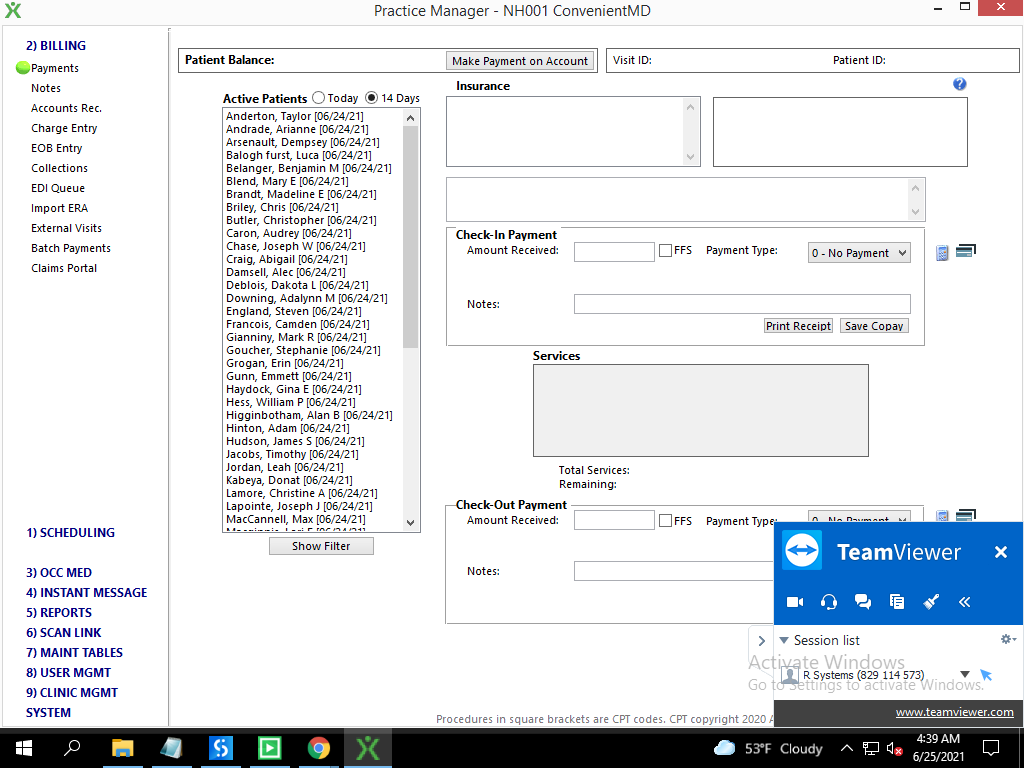 Practice Manager - NH001 ConvenientMD
2) BILLING
Payments
Notes
Accounts Rec.
Charge Entry
EOB Entry
Collections
EDI Queue
Import ERA
External Visits
Batch Payments
Claims Portal
1) SCHEDULING
3) OCC MED
4) INSTANT MESSAGE
5) REPORTS
6) SCAN LINK
7) MAINT TABLES
8) USER MGMT
9) CLINIC MGMT
SYSTEM
Patient Balance: Make Payment on Account
Visit ID: Patient ID:
Active Patients Today 14 Days
Anderton, Taylor [06/24/21]
Andrade, Arianne [06/24/21]
Arsenault, Dempsey [06/24/21]
Balogh furst, Luca [06/24/21]
Belanger, Benjamin M [06/24/21]
Blend, Mary E [06/24/21]
Brandt, Madeline E [06/24/21]
Briley, Chris [06/24/21]
Butler, Christopher [06/24/21]
Caron, Audrey [06/24/21]
Chase, Joseph W [06/24/21]
Craig, Abigail [06/24/21]
Damsell, Alec [06/24/21]
Deblois, Dakota L [06/24/21]
Downing, Adalynn M [06/24/21]
England, Steven [06/24/21]
Francois, Camden [06/24/21]
Gianniny, Mark R [06/24/21]
Goucher, Stephanie [06/24/21]
Grogan, Erin [06/24/21]
Gunn, Emmett [06/24/21]
Haydock, Gina E [06/24/21]
Hess, William P [06/24/21]
Higginbotham, Alan B [06/24/21]
Hinton, Adam [06/24/21]
Hudson, James S [06/24/21]
Jacobs, Timothy [06/24/21]
Jordan, Leah [06/24/21]
Kabeya, Donat [06/24/21]
Lamore, Christine A [06/24/21]
Lapointe, Joseph J [06/24/21]
MacCannell, Max [06/24/21]
Show Filter
Insurance
?
Check-In Payment
Amount Received: FFS Payment Type: 0 - No Payment
Notes:
Print Receipt Save Copay
Services
Total Services:
Remaining:
Check-Out Payment
Amount Received: FFS Payment Type: 0 - No Payment
Notes:
TeamViewer
Session list
R Systems (829 114 573)
www.teamviewer.com
Activate Windows
Go to Settings to activate Windows.
Procedures in square brackets are CPT codes. CPT copyright 2020 A
53°F Cloudy
4:39 AM
6/25/2021